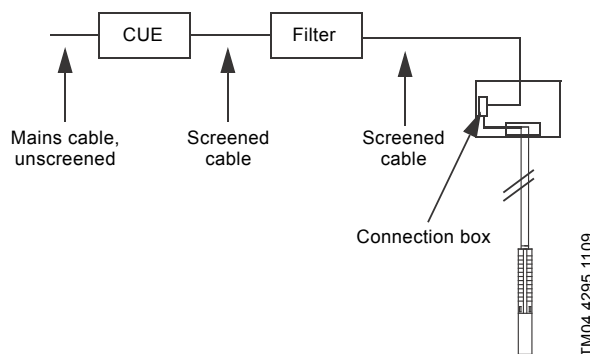 CUE
Filter
Mains cable,
unscreened
Screened
cable
Screened
cable
Connection box
TM04 4295 1109